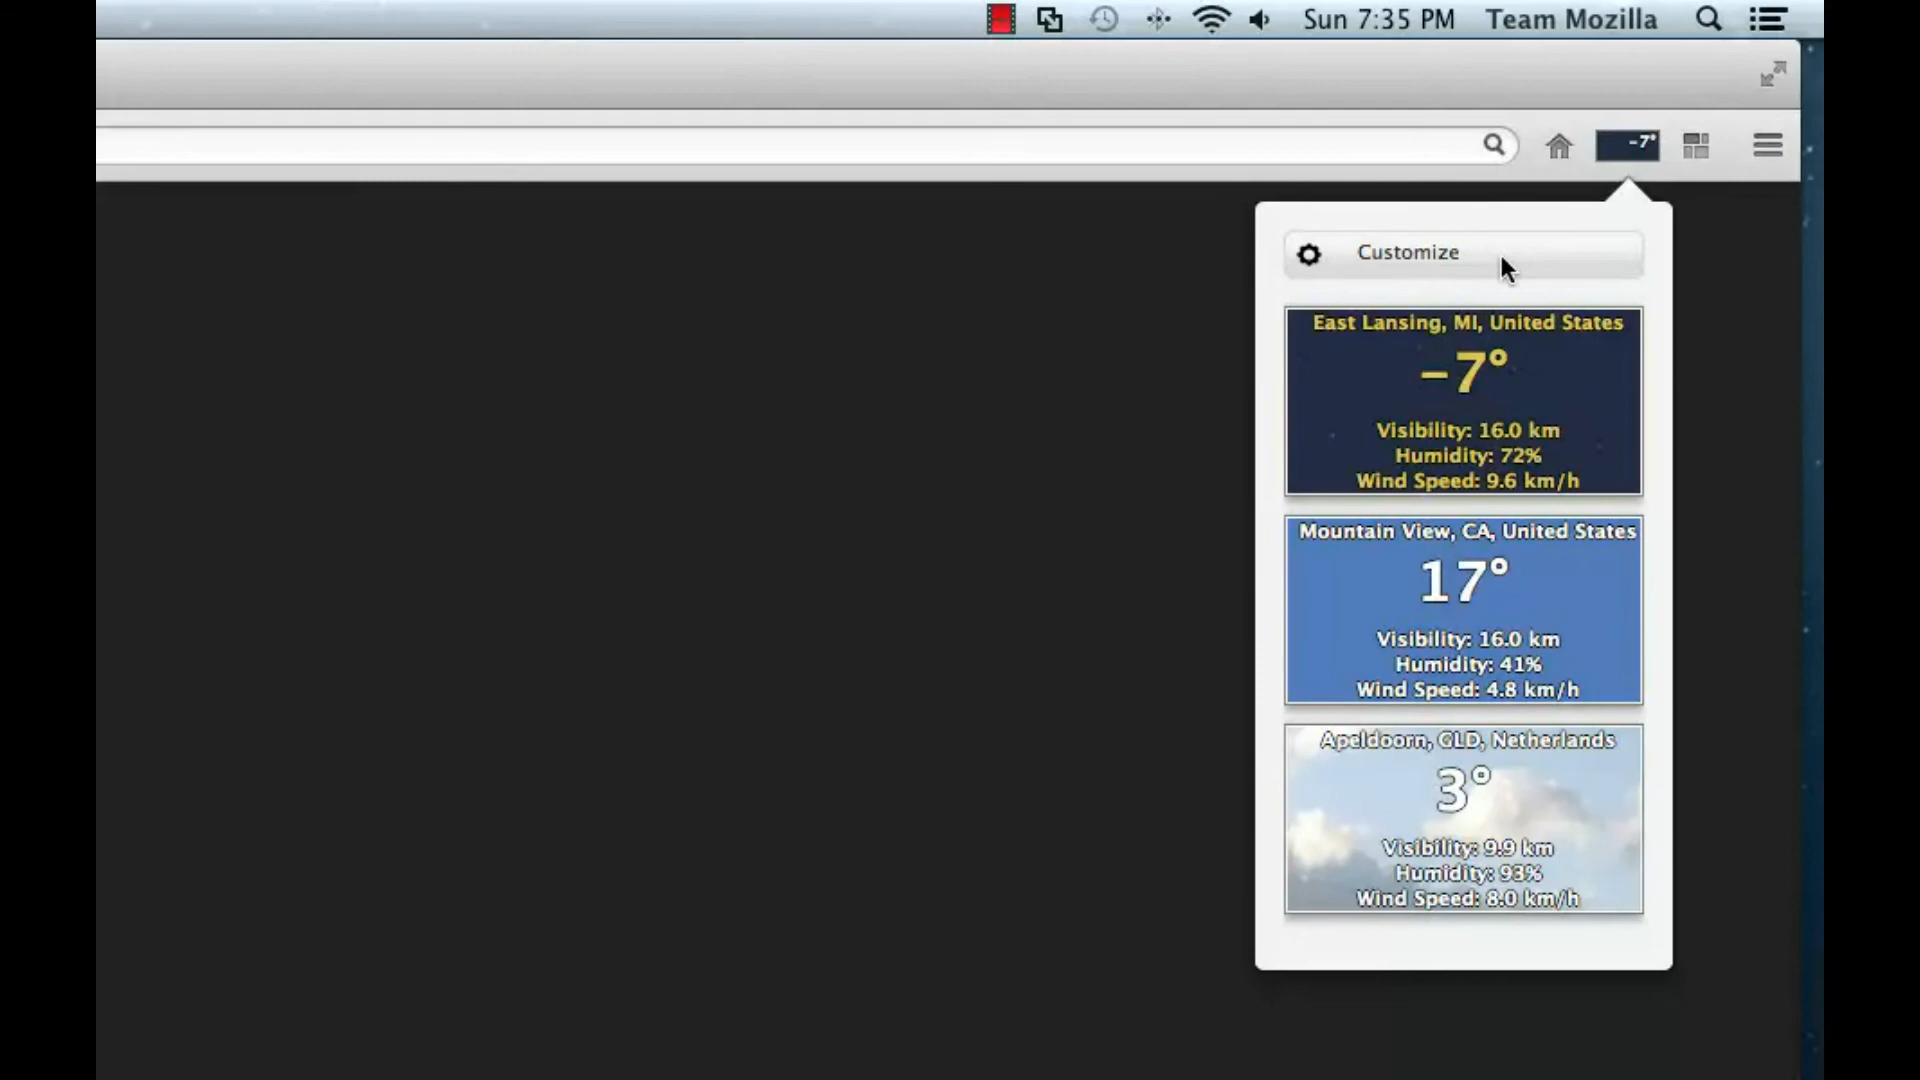 Sun 7:35 PM Team Mozilla
-7°
Customize
East Lansing, MI, United States
-7°
Visibility: 16.0 km
Humidity: 72%
Wind Speed: 9.6 km/h
Mountain View, CA, United States
17°
Visibility: 16.0 km
Humidity: 41%
Wind Speed: 4.8 km/h
Apeldoorn, GLD, Netherlands
3°
Visibility: 9.9 km
Humidity: 93%
Wind Speed: 8.0 km/h